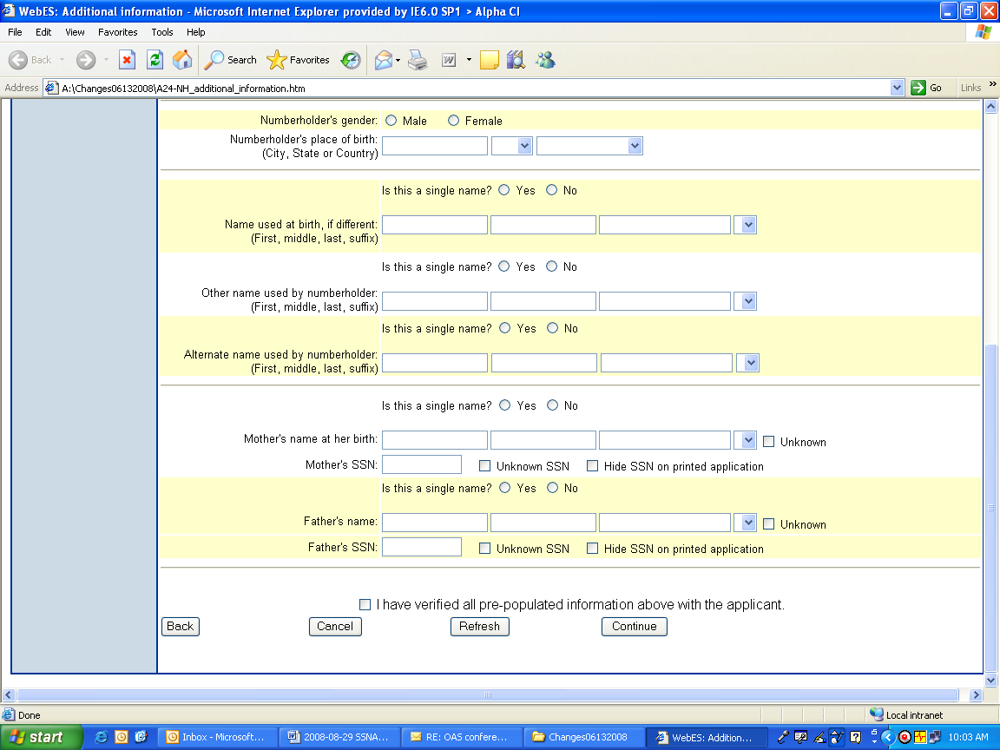 WebES: Additional information - Microsoft Internet Explorer provided by IE6.0 SP1 > Alpha CI
File Edit View Favorites Tools Help
Back Search Favorites
Address A:\Changes06132008\A24-NH_additional_information.htm Go Links »
Numberholder's gender: Male Female
Numberholder's place of birth:
(City, State or Country)
Is this a single name? Yes No
Name used at birth, if different:
(First, middle, last, suffix)
Is this a single name? Yes No
Other name used by numberholder:
(First, middle, last, suffix)
Is this a single name? Yes No
Alternate name used by numberholder:
(First, middle, last, suffix)
Is this a single name? Yes No
Mother's name at her birth: Unknown
Mother's SSN: Unknown SSN Hide SSN on printed application
Is this a single name? Yes No
Father's name: Unknown
Father's SSN: Unknown SSN Hide SSN on printed application
I have verified all pre-populated information above with the applicant.
Back Cancel Refresh Continue
Done Local intranet
start Inbox - Microsoft... 2008-08-29 SSNA... RE: OAS confere... Changes06132008 WebES: Addition... 10:03 AM